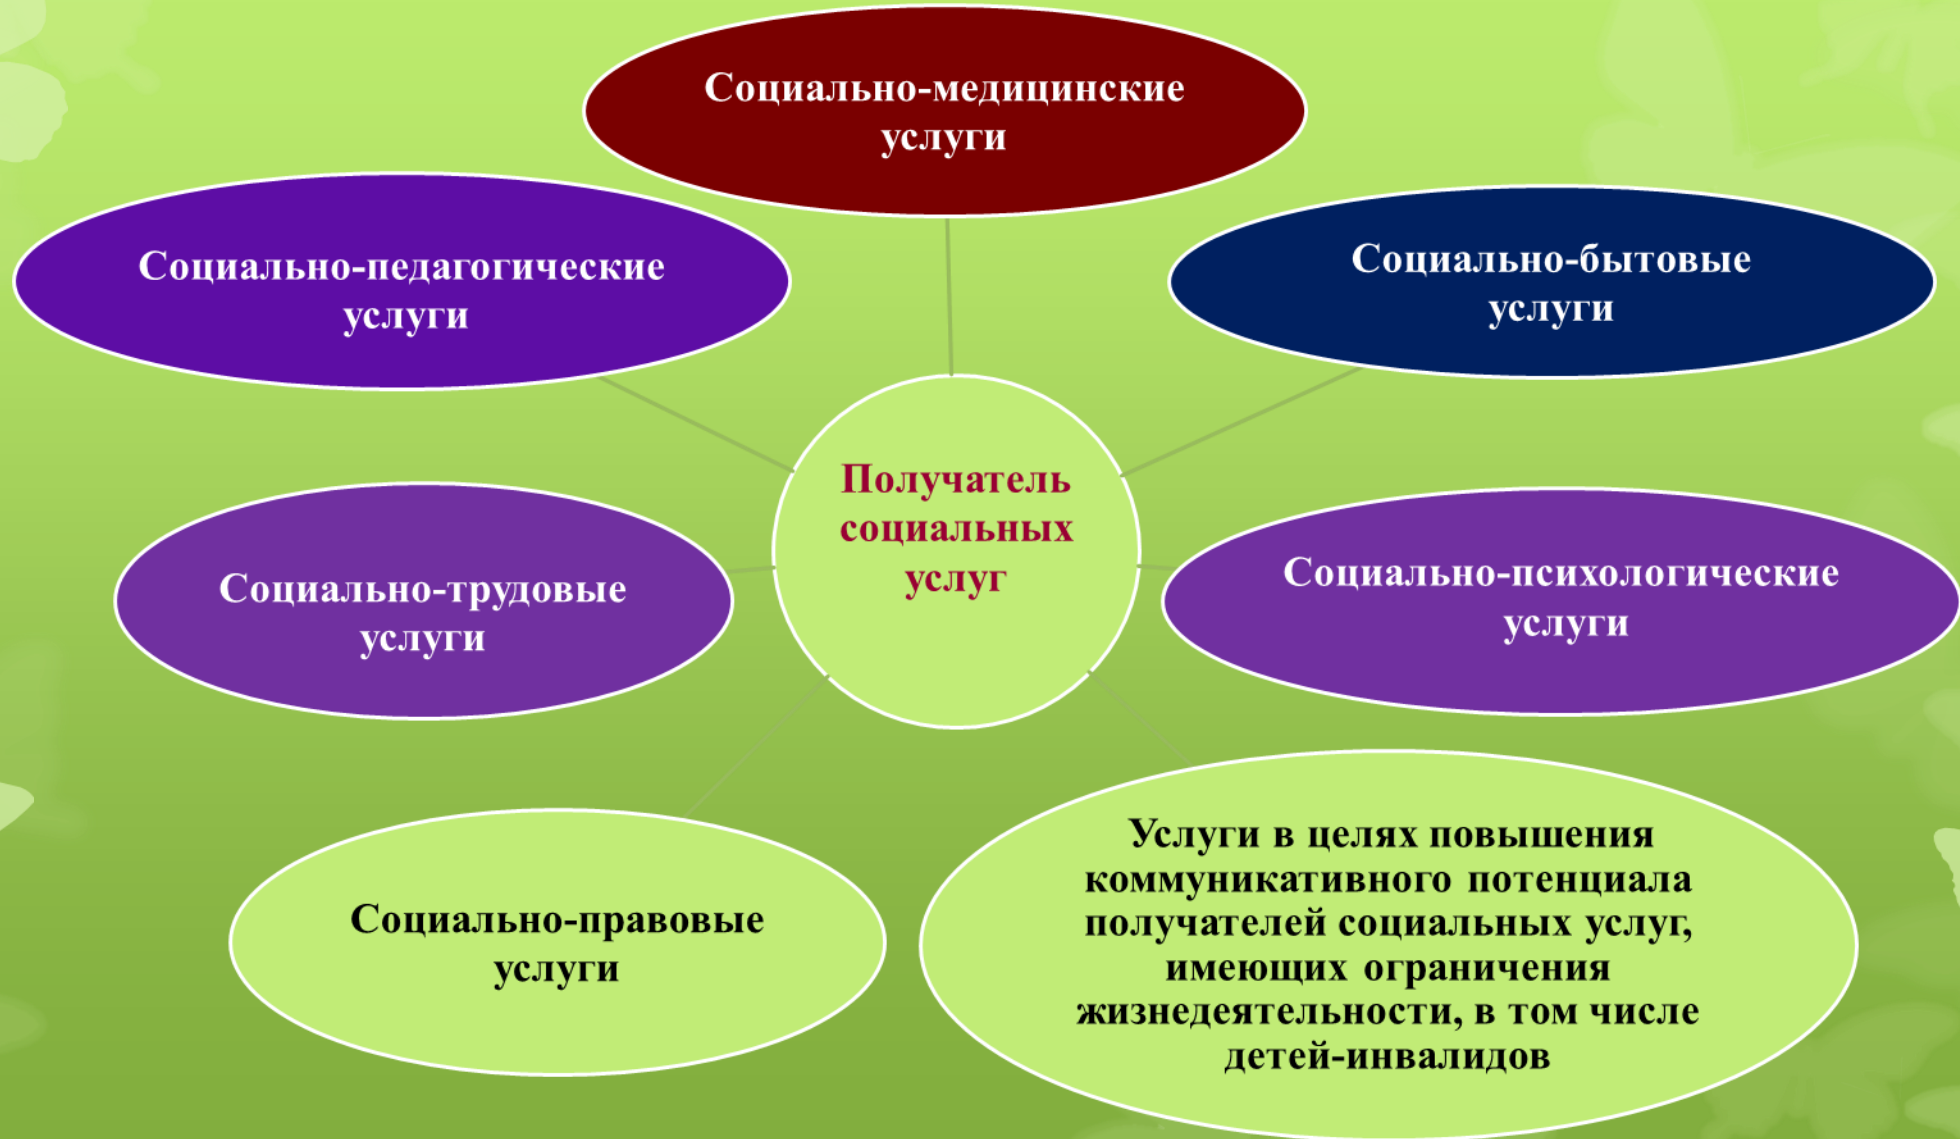 Социально-медицинские
услуги
Социально-педагогические
услуги
Социально-бытовые
услуги
Получатель
социальных
услуг
Социально-трудовые
услуги
Социально-психологические
услуги
Социально-правовые
услуги
Услуги в целях повышения
коммуникативного потенциала
получателей социальных услуг,
имеющих ограничения
жизнедеятельности, в том числе
детей-инвалидов